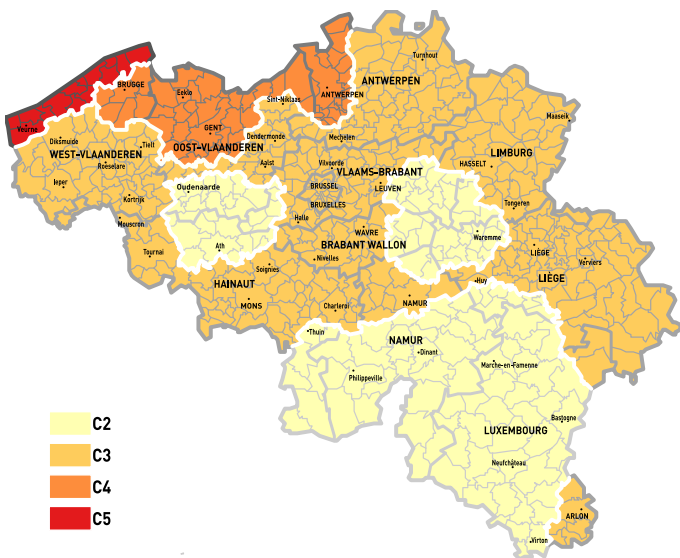 Turnhout
ANTWERPEN
BRUGGE
Eeklo
ANTWERPEN
Sint-Niklaas
Maaseik
Veurne
GENT
Diksmuide
Dendermonde
Mechelen
Tielt
OOST-VLAANDEREN
WEST-VLAANDEREN
LIMBURG
Roeselare
Aalst
Vilvoorde
HASSELT
VLAAMS-BRABANT
Ieper
Oudenaarde
BRUSSEL
LEUVEN
Kortrijk
BRUXELLES
Tongeren
Mouscron
Halle
WAVRE
Waremme
Ath
BRABANT WALLON
LIÈGE
Tournai
Nivelles
Verviers
Soignies
LIÈGE
HAINAUT
Huy
MONS
NAMUR
Charleroi
Thuin
NAMUR
Dinant
Marche-en-Famenne
Philippeville
Bastogne
C2
LUXEMBOURG
C3
Neufchâteau
C4
C5
ARLON
Virton